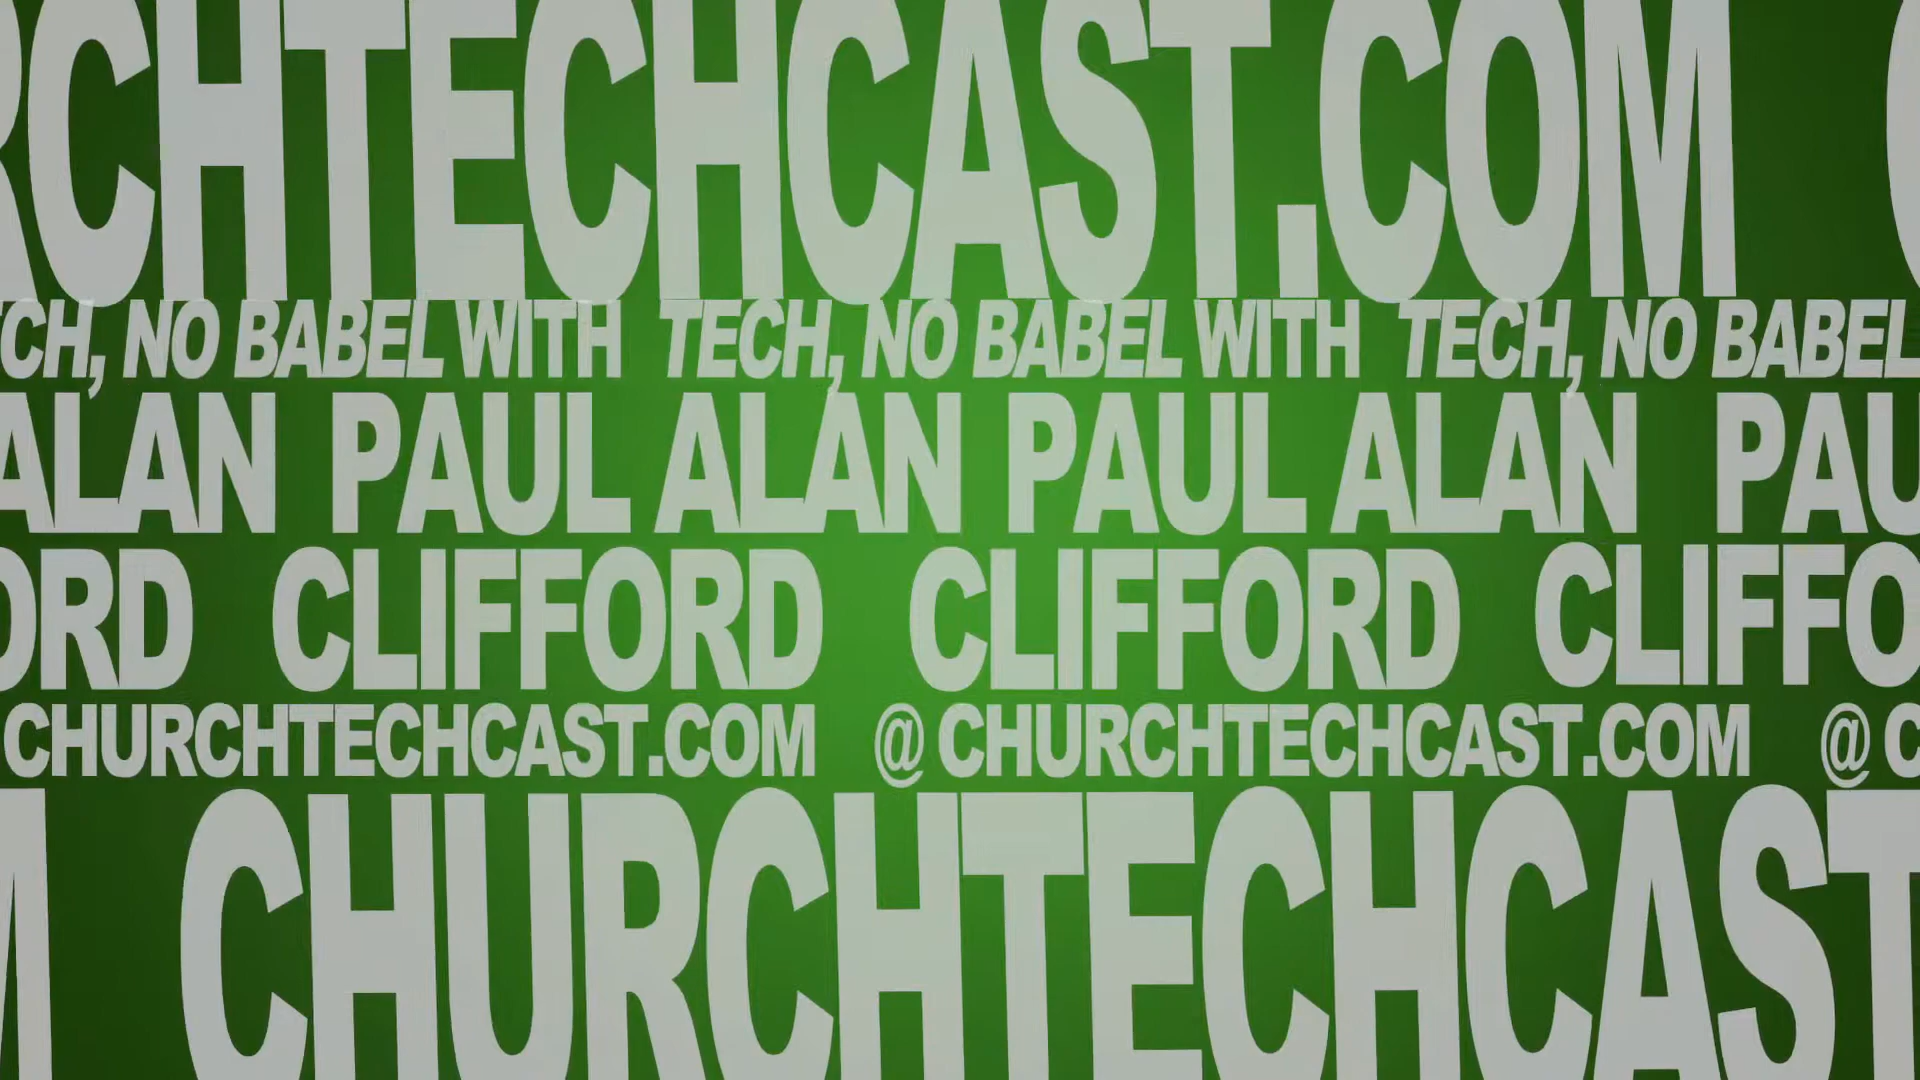 RCHTECHCAST.COM C
CH, NO BABEL WITH TECH, NO BABEL WITH TECH, NO BABEL
ALAN PAUL ALAN PAUL ALAN PAU
ORD CLIFFORD CLIFFORD CLIFFO
CHURCHTECHCAST.COM @ CHURCHTECHCAST.COM @ C
M CHURCHTECHCAST